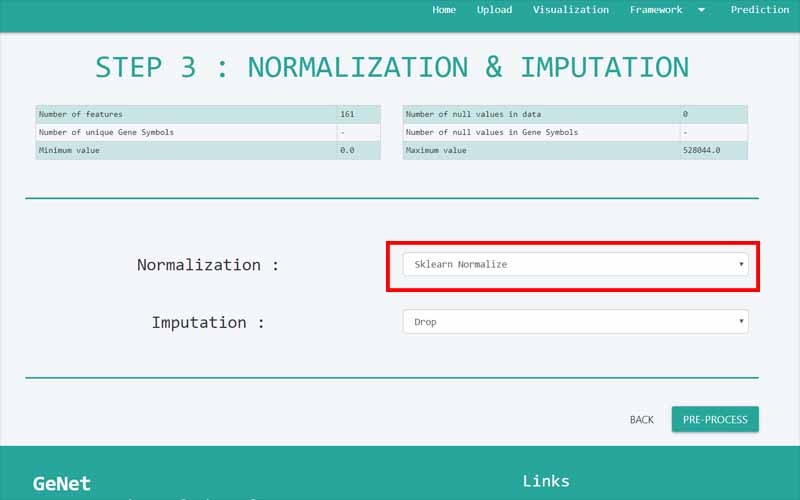 Home Upload Visualization Framework Prediction
STEP 3 : NORMALIZATION & IMPUTATION
Number of features 161
Number of unique Gene Symbols -
Minimum value 0.0
Number of null values in data 0
Number of null values in Gene Symbols -
Maximum value 528044.0
Normalization : Sklearn Normalize
Imputation : Drop
BACK PRE-PROCESS
GeNet
Links